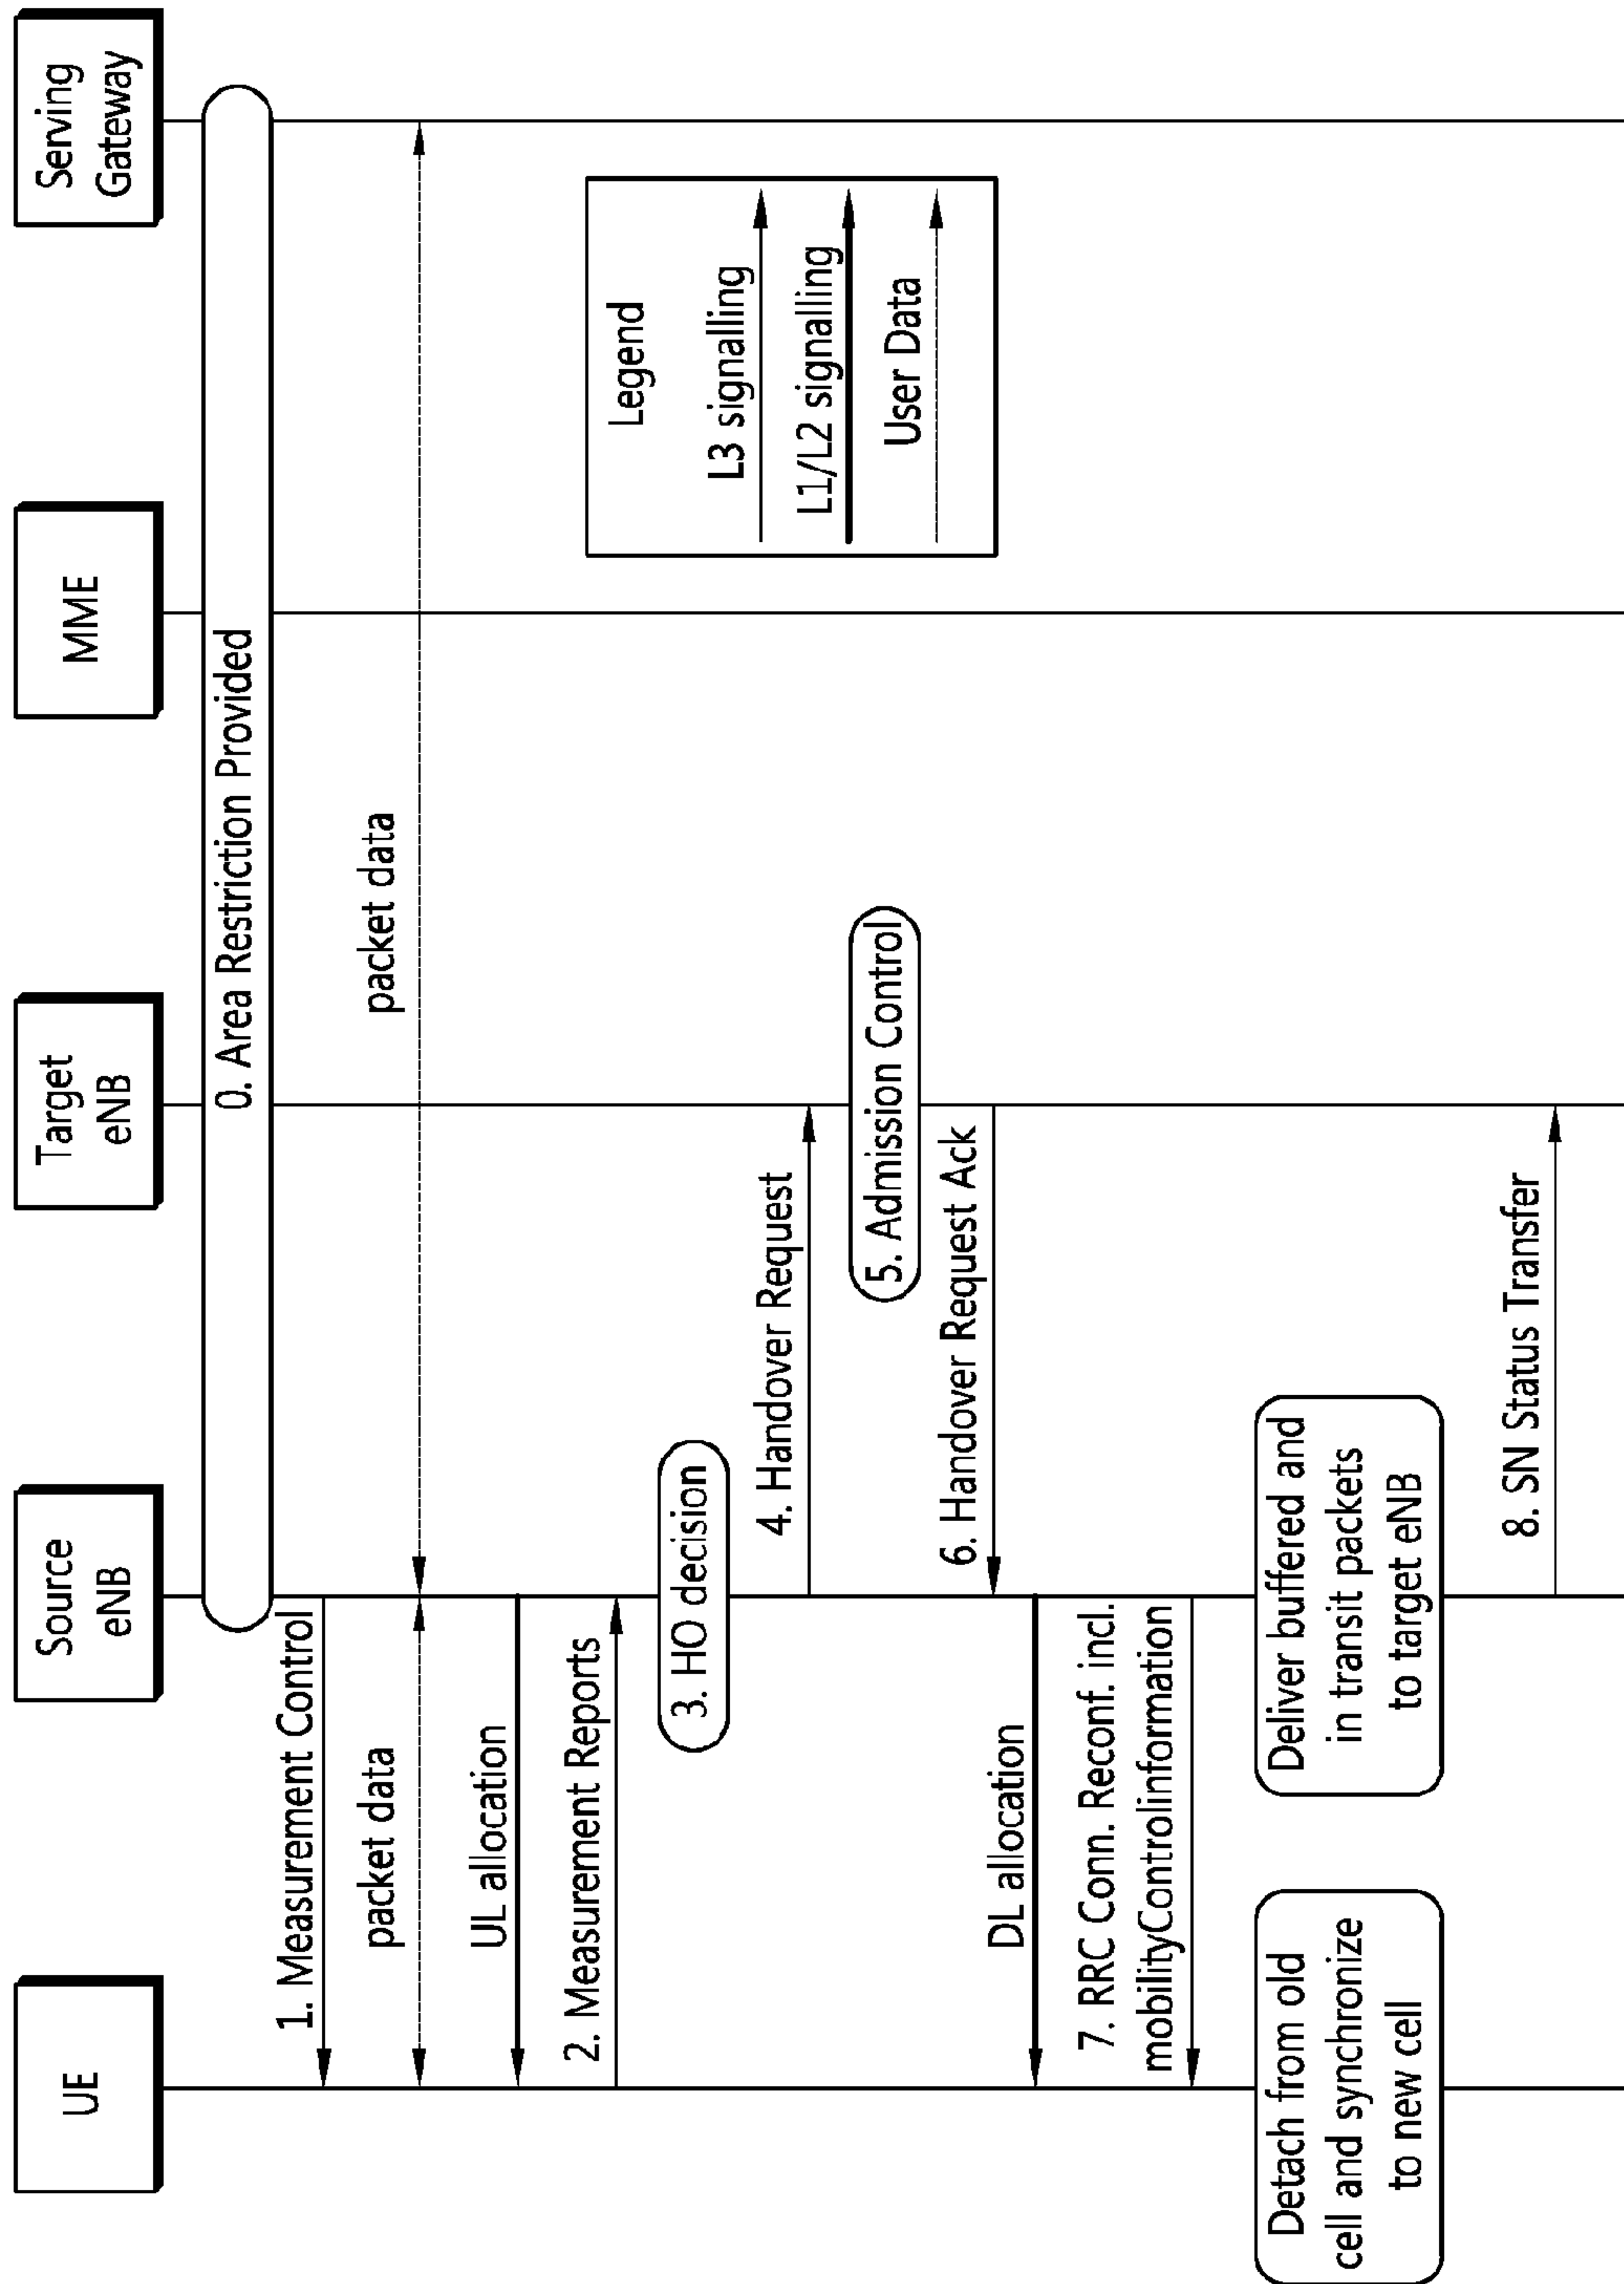 UE
Source
eNB
Target
eNB
MME
Serving
Gateway
0. Area Restriction Provided
1. Measurement Control
packet data
packet data
UL allocation
2. Measurement Reports
3. HO decision
Legend
L3 signalling
L1/L2 signalling
User Data
4. Handover Request
5. Admission Control
6. Handover Request Ack
DL allocation
7. RRC Conn. Reconf. incl.
mobilityControlinformation
Detach from old
cell and synchronize
to new cell
Deliver buffered and
in transit packets
to target eNB
8. SN Status Transfer